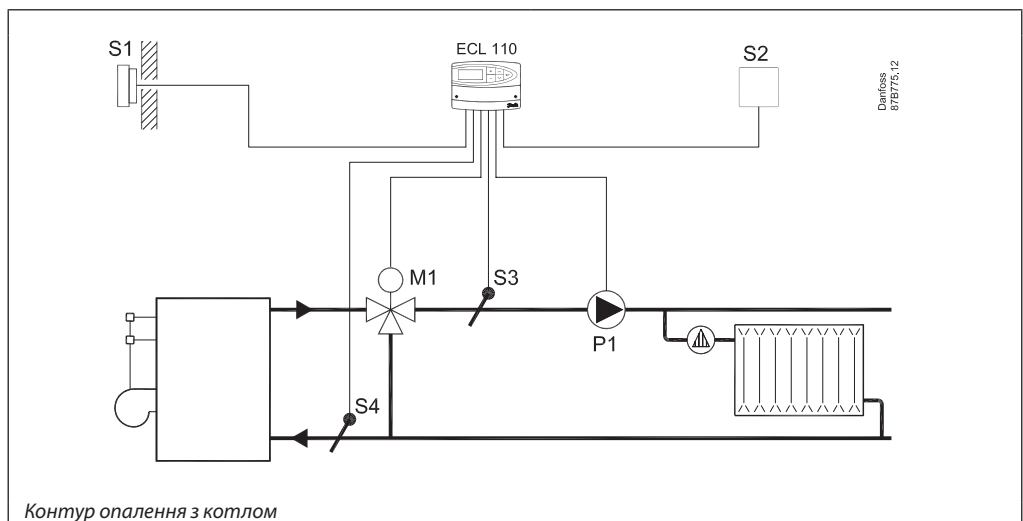 S1
ECL 110
S2
Danfoss
87B775.12
M1
S3
P1
S4
Контур опалення з котлом